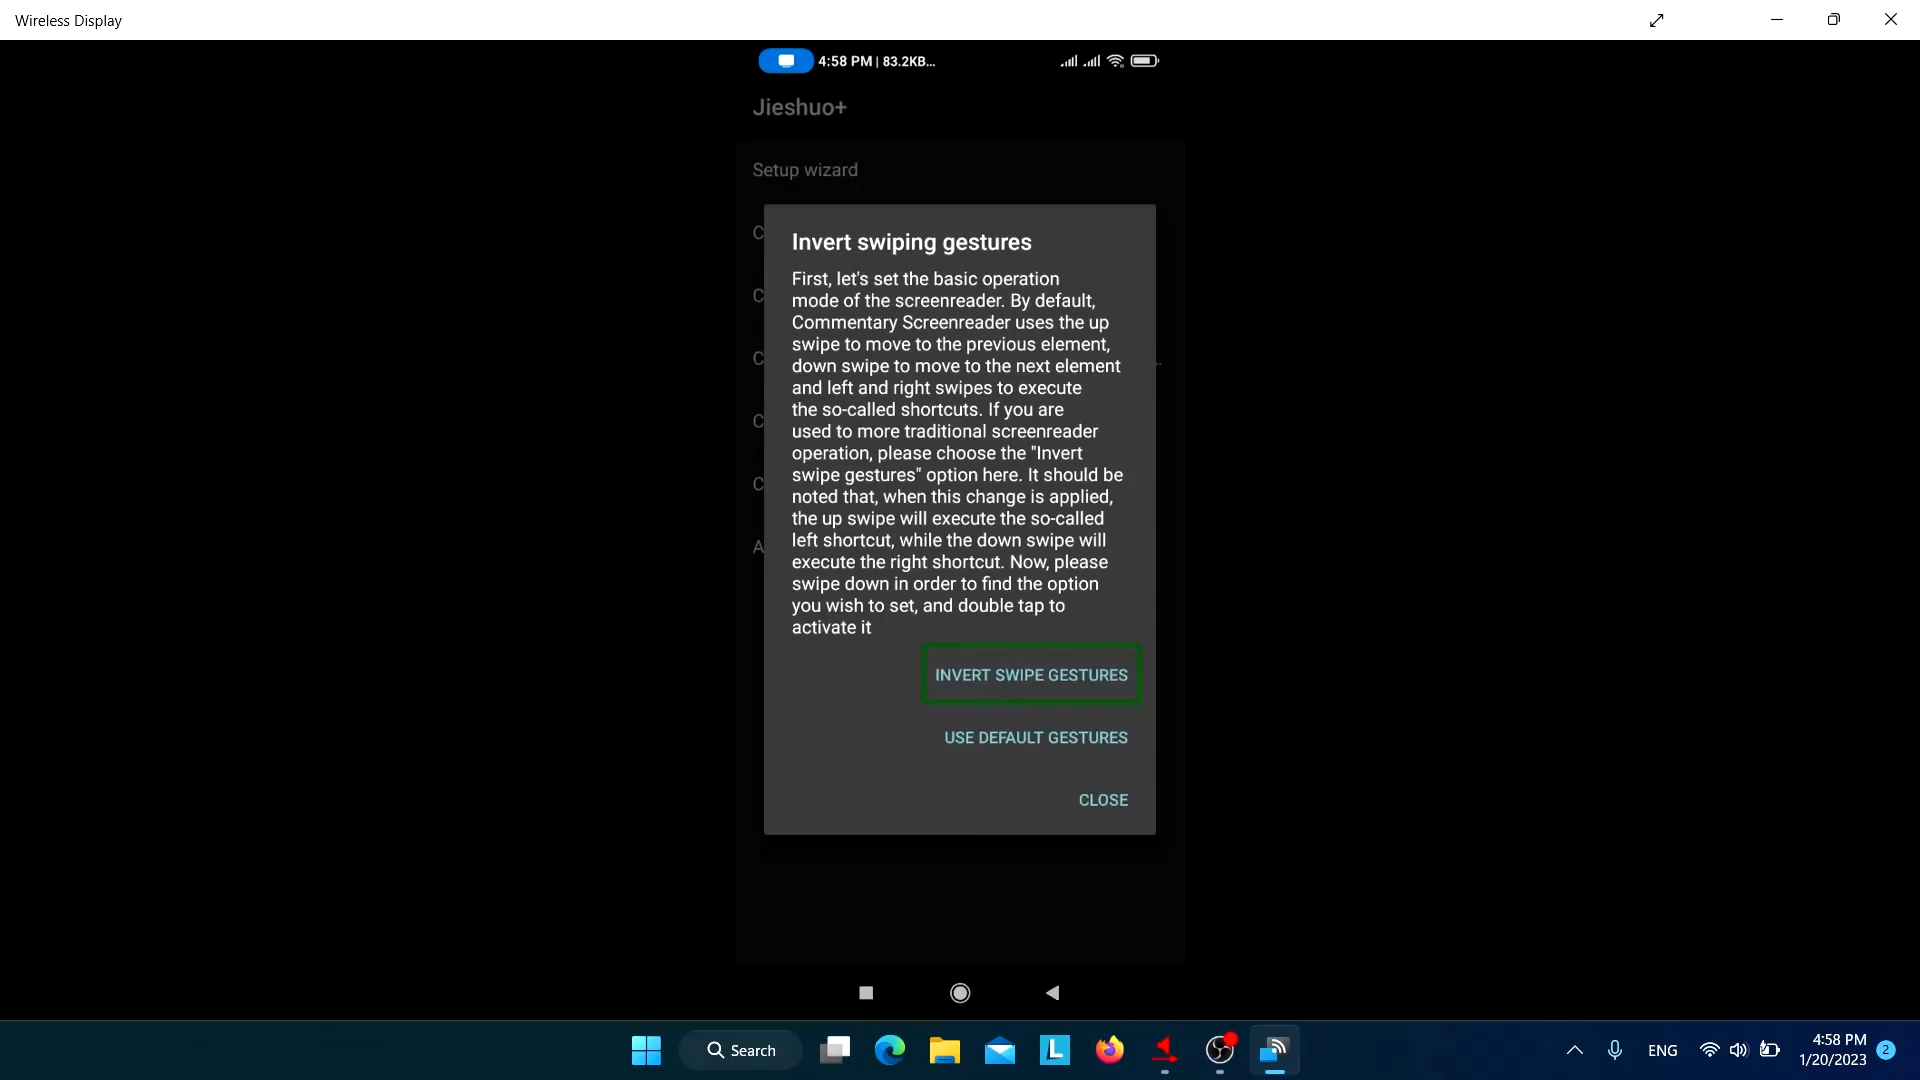 Wireless Display
4:58 PM | 83.2KB...
Jieshuo+
Setup wizard
C
C
C
C
C
A
Invert swiping gestures
First, let's set the basic operation
mode of the screenreader. By default,
Commentary Screenreader uses the up
swipe to move to the previous element,
down swipe to move to the next element
and left and right swipes to execute
the so-called shortcuts. If you are
used to more traditional screenreader
operation, please choose the "Invert
swipe gestures" option here. It should be
noted that, when this change is applied,
the up swipe will execute the so-called
left shortcut, while the down swipe will
execute the right shortcut. Now, please
swipe down in order to find the option
you wish to set, and double tap to
activate it
INVERT SWIPE GESTURES
USE DEFAULT GESTURES
CLOSE
Search
L
ENG
4:58 PM
1/20/2023
2